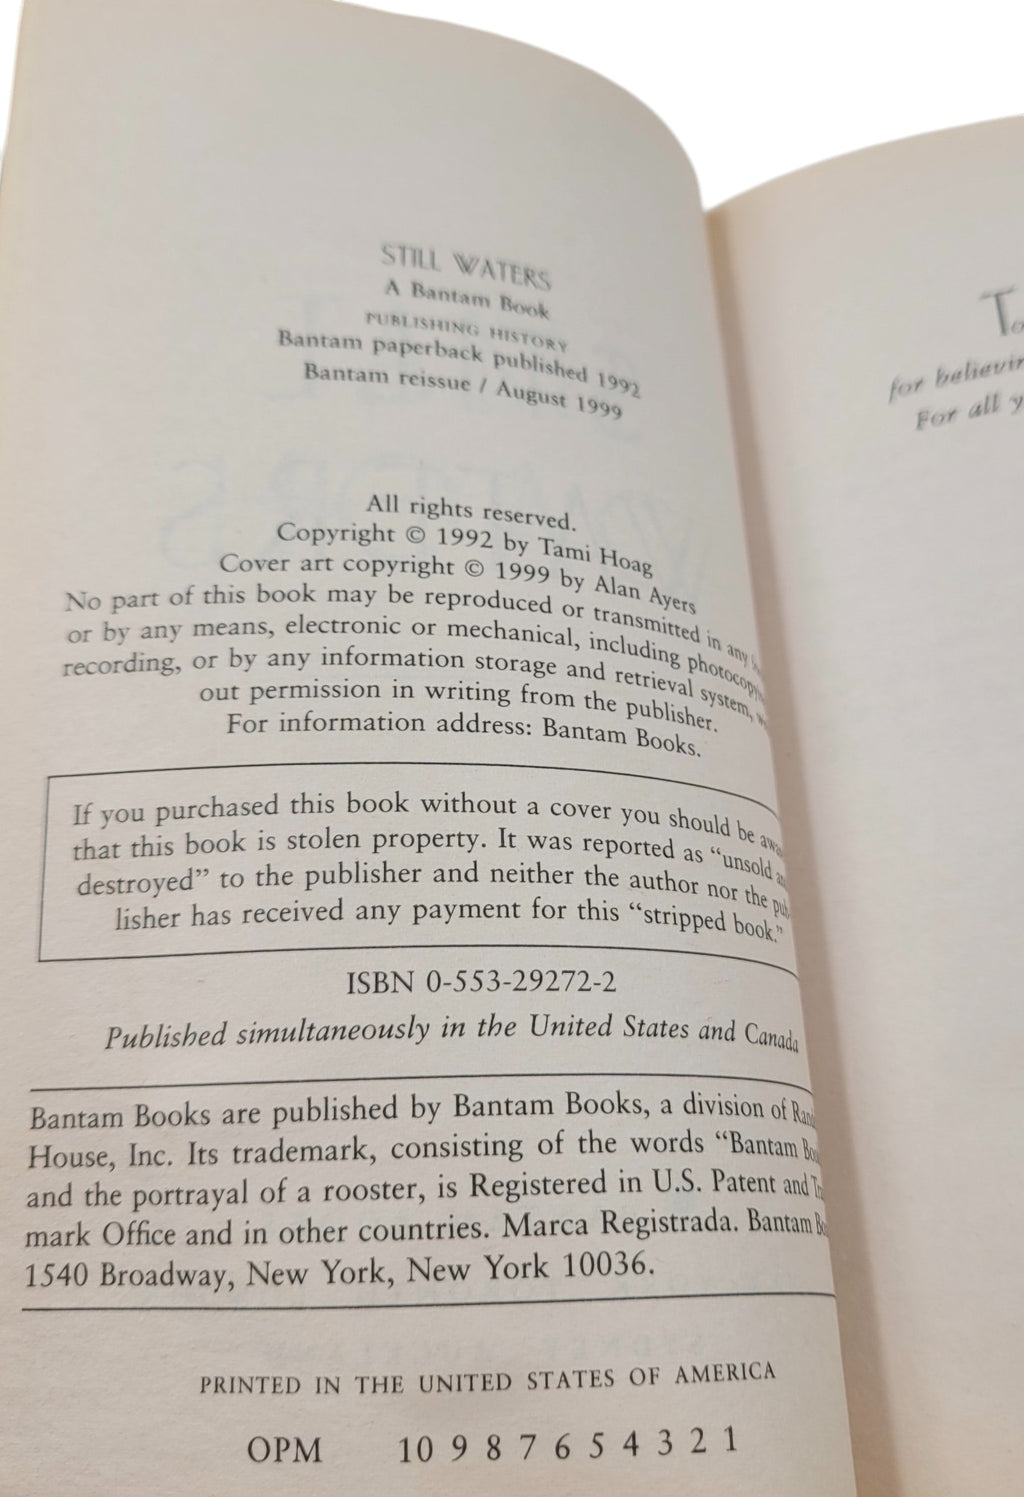 STILL WATERS
A Bantam Book
PUBLISHING HISTORY
Bantam paperback published 1992
Bantam reissue / August 1999
All rights reserved.
Copyright © 1992 by Tami Hoag
Cover art copyright © 1999 by Alan Ayers
No part of this book may be reproduced or transmitted in any
or by any means, electronic or mechanical, including
recording, or by any information storage and retrieval system,
out permission in writing from the publisher.
For information address: Bantam Books.
If you purchased this book without a cover you should be
that this book is stolen property. It was reported as "unsold
destroyed" to the publisher and neither the author nor the
lisher has received any payment for this "stripped book."
ISBN 0-553-29272-2
Published simultaneously in the United States and Canada
Bantam Books are published by Bantam Books, a division of
House, Inc. Its trademark, consisting of the words "Bantam
and the portrayal of a rooster, is Registered in U.S. Patent and
mark Office and in other countries. Marca Registrada. Bantam
1540 Broadway, New York, New York 10036.
PRINTED IN THE UNITED STATES OF AMERICA
OPM 10 9 8 7 6 5 4 3 2 1
for
For all